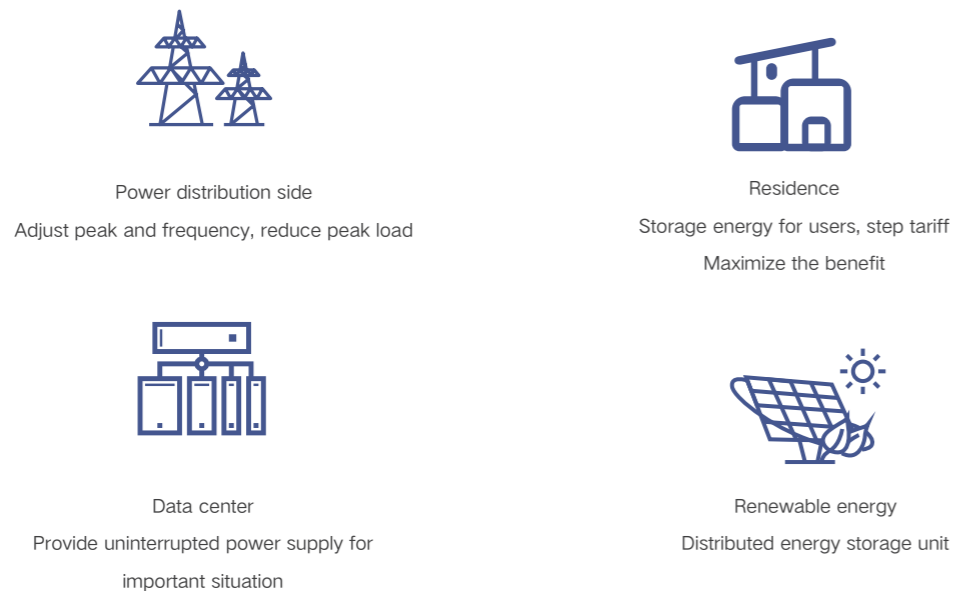 Power distribution side
Adjust peak and frequency, reduce peak load
Residence
Storage energy for users, step tariff
Maximize the benefit
Data center
Provide uninterrupted power supply for
important situation
Renewable energy
Distributed energy storage unit